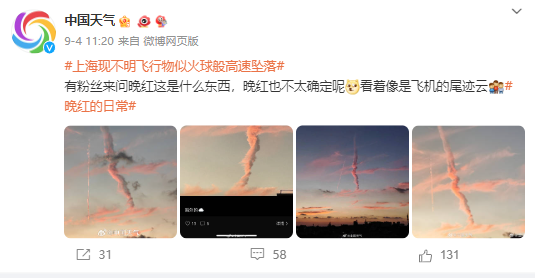 中国天气
9-4 11:20 来自 微博网页版
#上海现不明飞行物似火球般高速坠落#
有粉丝来问晚红这是什么东西，晚红也不太确定呢看着像是飞机的尾迹云#
晚红的日常#
31
58
131